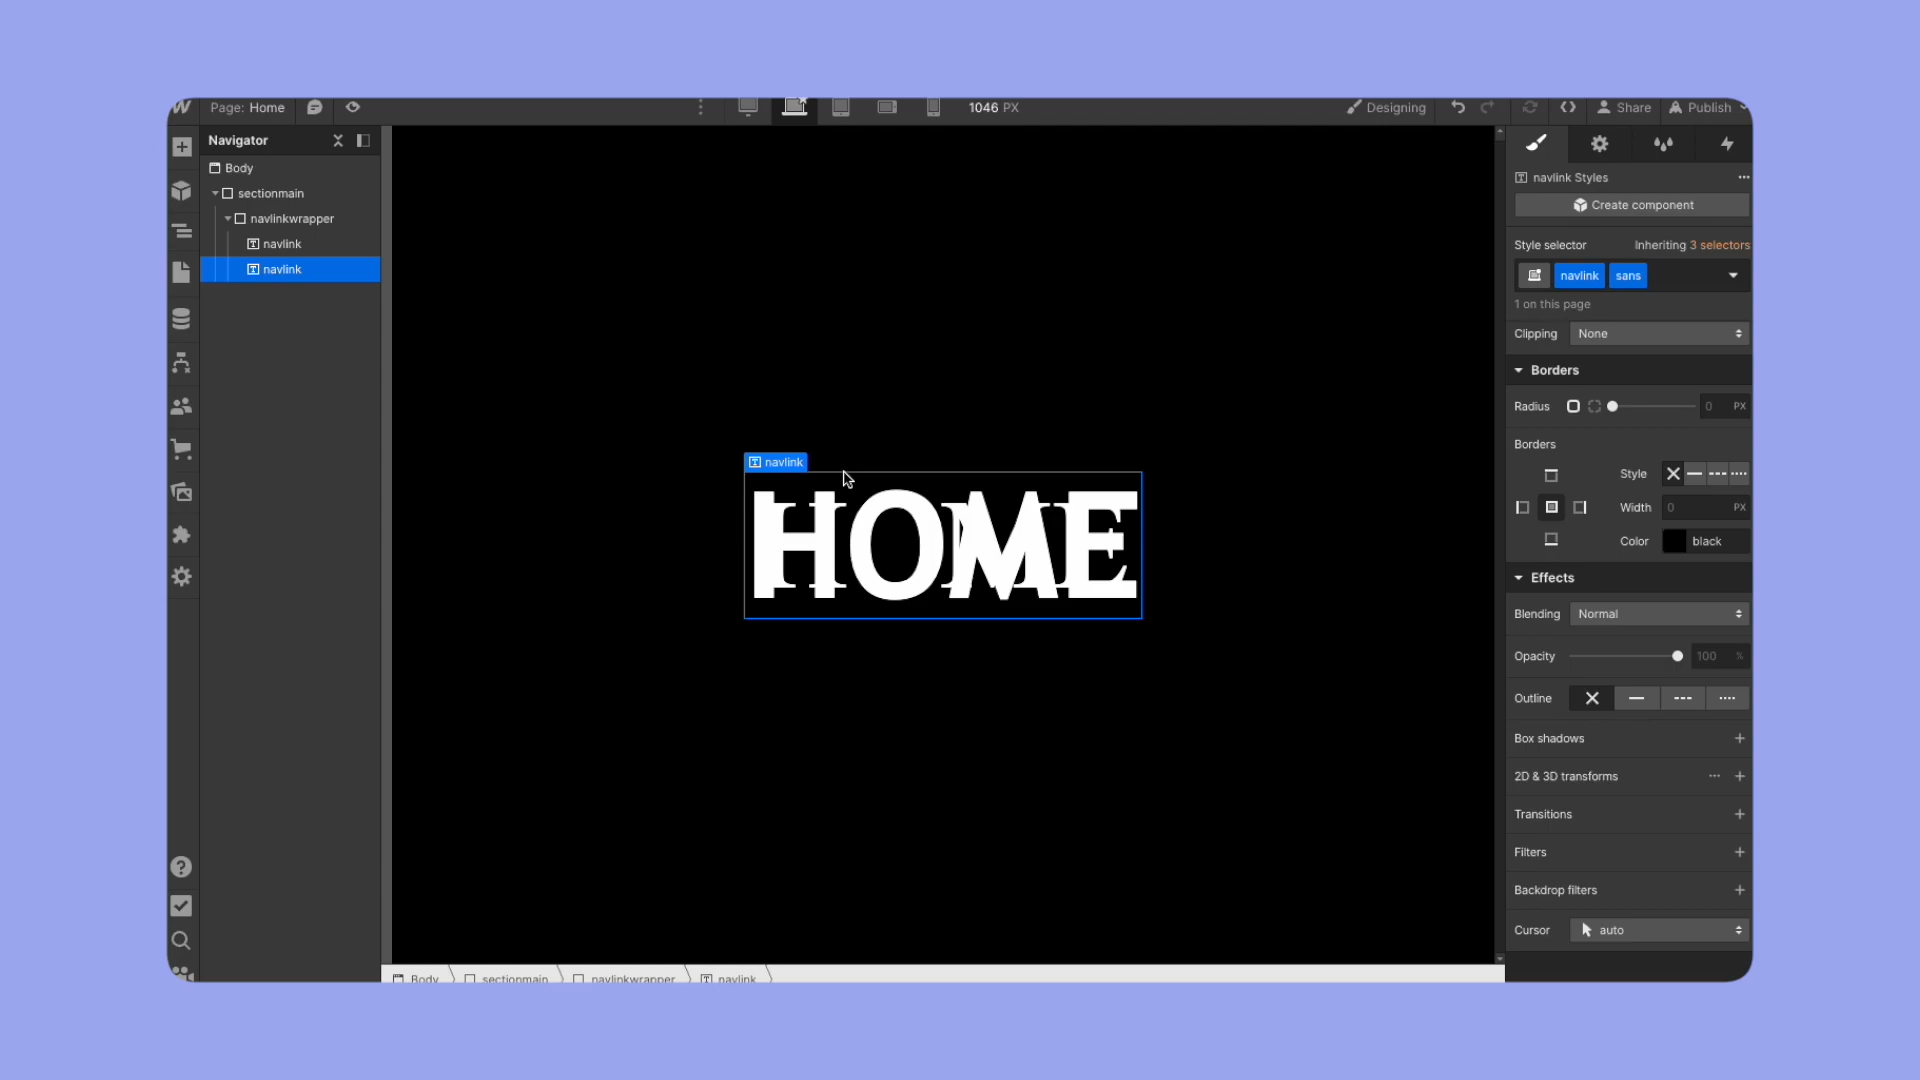 Page: Home
1046 PX
Designing
Share
Publish
Navigator
Body
sectionmain
navlinkwrapper
navlink
navlink
navlink
HOME
navlink Styles
Create component
Style selector
Inheriting 3 selectors
navlink
sans
1 on this page
Clipping
None
Borders
Radius
0 PX
Borders
Style
Width
0 PX
Color
black
Effects
Blending
Normal
Opacity
100 %
Outline
Box shadows
2D & 3D transforms
Transitions
Filters
Backdrop filters
Cursor
auto
Body
sectionmain
navlinkwrapper
navlink